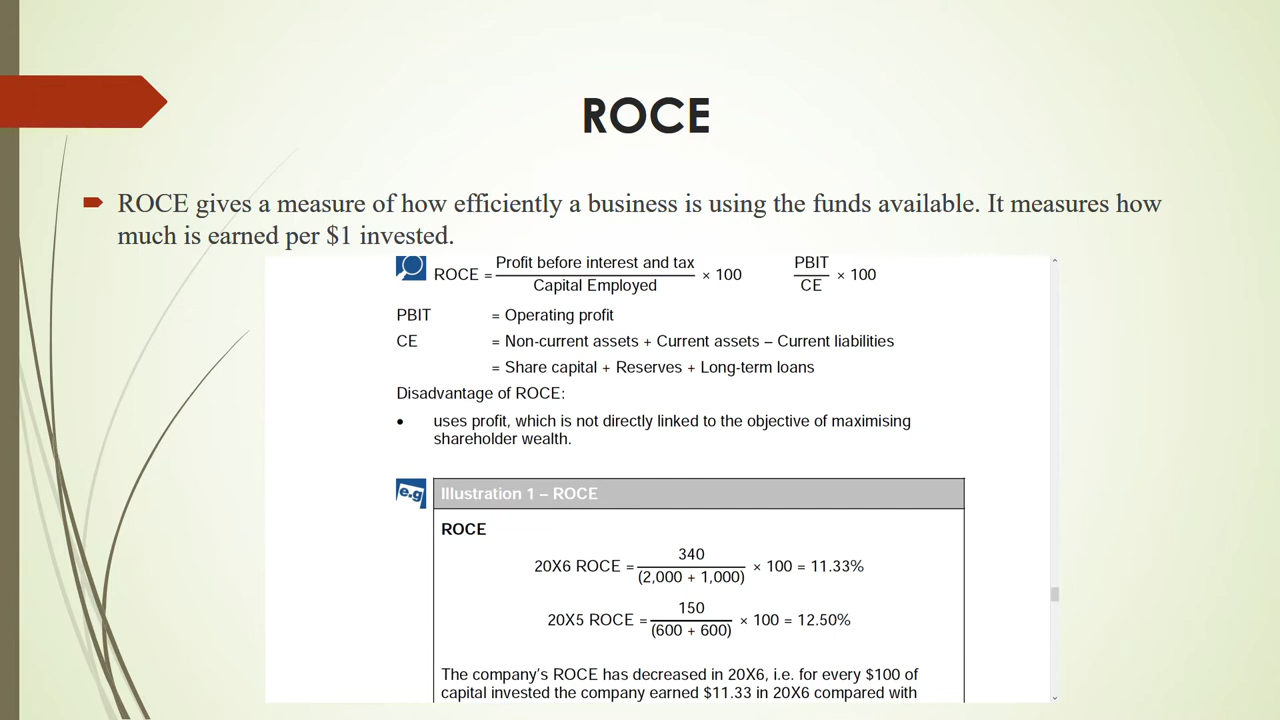 ROCE
ROCE gives a measure of how efficiently a business is using the funds available. It measures how
much is earned per $1 invested.
ROCE = Profit before interest and tax / Capital Employed × 100 PBIT / CE × 100
PBIT = Operating profit
CE = Non-current assets + Current assets – Current liabilities
= Share capital + Reserves + Long-term loans
Disadvantage of ROCE:
• uses profit, which is not directly linked to the objective of maximising
shareholder wealth.
e.g Illustration 1 – ROCE
ROCE
20X6 ROCE = 340 / (2,000 + 1,000) × 100 = 11.33%
20X5 ROCE = 150 / (600 + 600) × 100 = 12.50%
The company's ROCE has decreased in 20X6, i.e. for every $100 of
capital invested the company earned $11.33 in 20X6 compared with